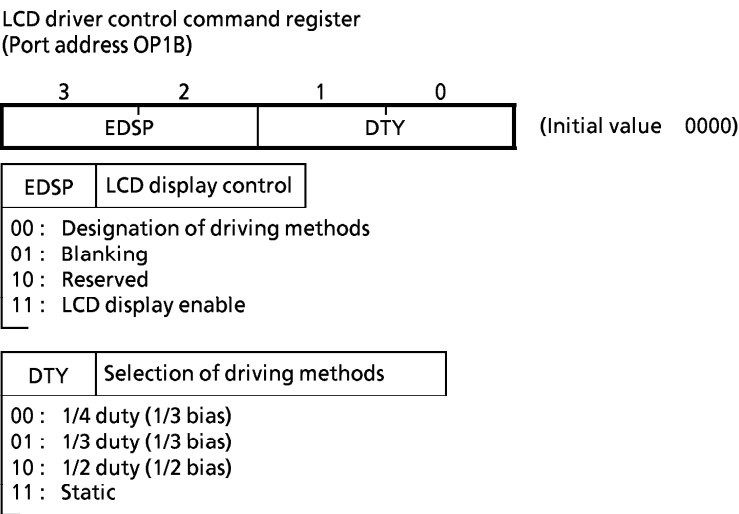 LCD driver control command register
(Port address OP1B)
3 2 1 0
EDSP DTY (Initial value 0000)
EDSP LCD display control
00 : Designation of driving methods
01 : Blanking
10 : Reserved
11 : LCD display enable
DTY Selection of driving methods
00 : 1/4 duty (1/3 bias)
01 : 1/3 duty (1/3 bias)
10 : 1/2 duty (1/2 bias)
11 : Static